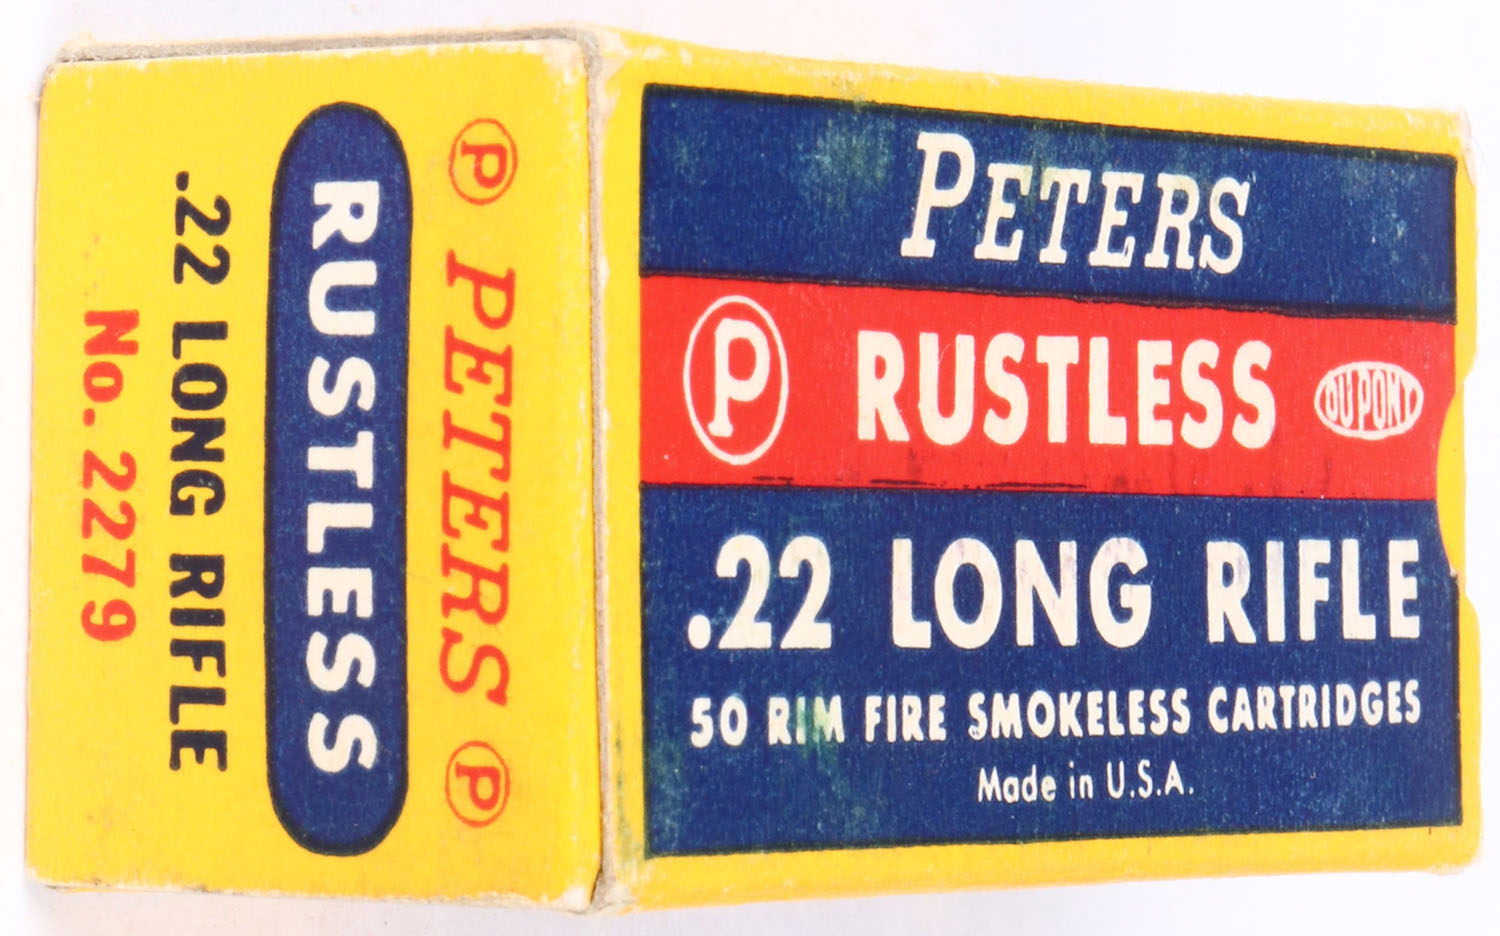 PETERS
P RUSTLESS DU PONT
.22 LONG RIFLE
50 RIM FIRE SMOKELESS CARTRIDGES
Made in U.S.A.
P PETERS P
RUSTLESS
.22 LONG RIFLE
No. 2279